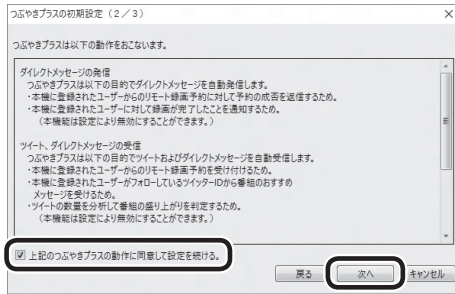 つぶやきプラスの初期設定（2／3）
つぶやきプラスは以下の動作をおこないます。
ダイレクトメッセージの発信
つぶやきプラスは以下の目的でダイレクトメッセージを自動発信します。
・本機に登録されたユーザーからのリモート録画予約に対して予約の成否を返信するため。
・本機に登録されたユーザーに対して録画が完了したことを通知するため。
（本機能は設定により無効にすることができます。）
ツイート、ダイレクトメッセージの受信
つぶやきプラスは以下の目的でツイートおよびダイレクトメッセージを自動受信します。
・本機に登録されたユーザーからのリモート録画予約を受け付けるため。
・本機に登録されたユーザーがフォローしているツイッターIDから番組のおすすめ
メッセージを受けるため。
・ツイートの数量を分析して番組の盛り上がりを判定するため。
（本機能は設定により無効にすることができます。）
上記のつぶやきプラスの動作に同意して設定を続ける。
戻る 次へ キャンセル